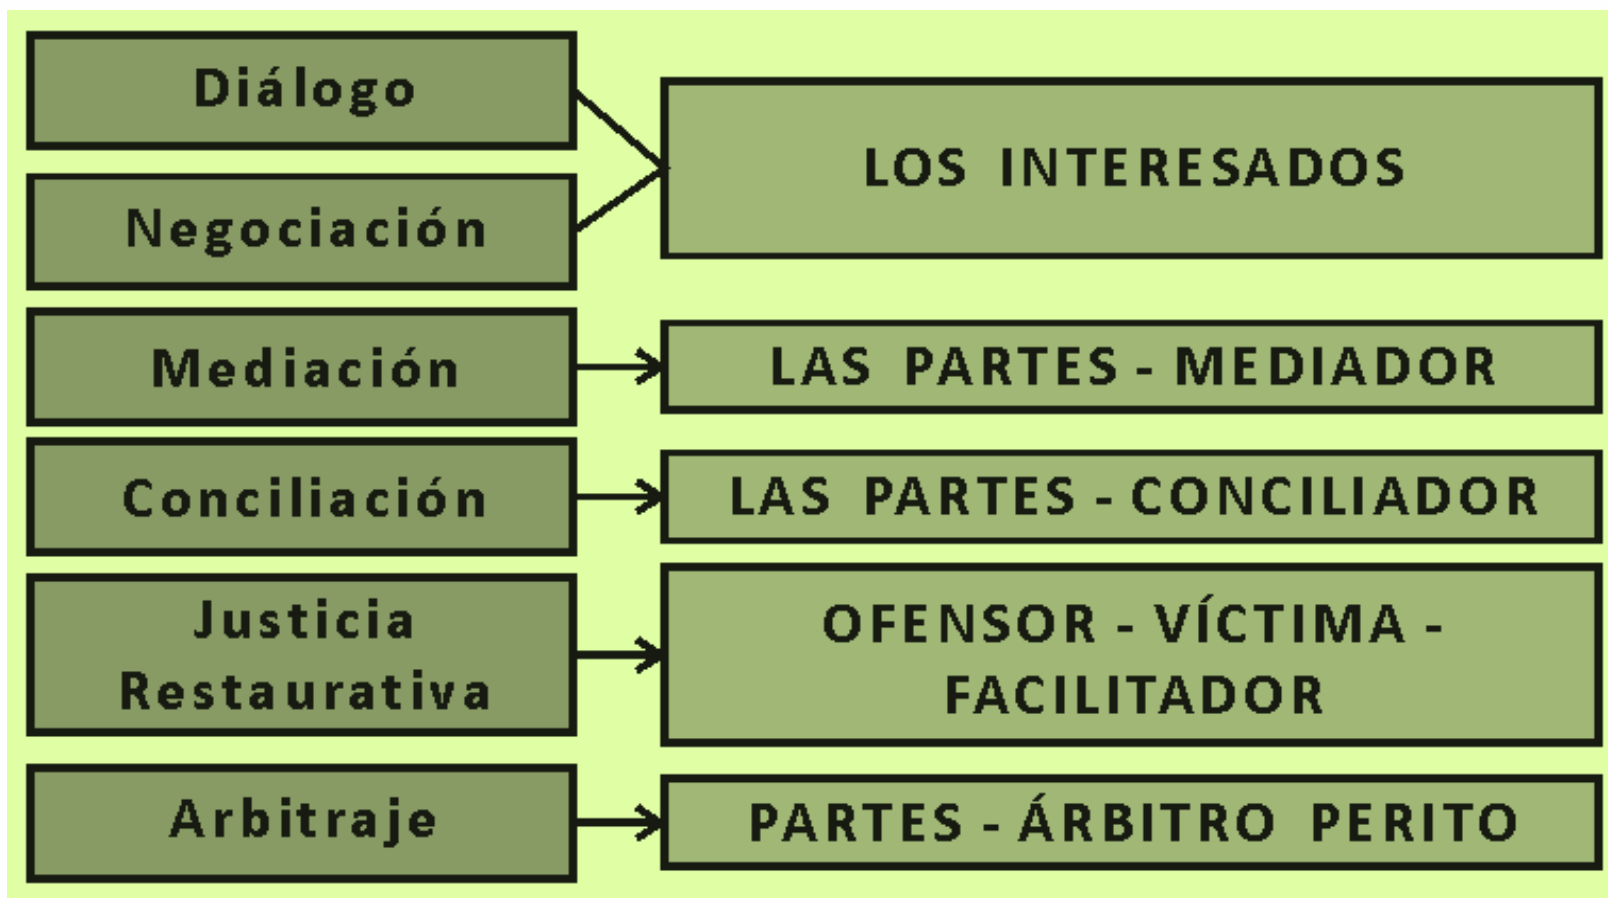 Diálogo
LOS INTERESADOS
Negociación
Mediación
LAS PARTES - MEDIADOR
Conciliación
LAS PARTES - CONCILIADOR
Justicia
Restaurativa
OFENSOR - VÍCTIMA -
FACILITADOR
Arbitraje
PARTES - ÁRBITRO PERITO